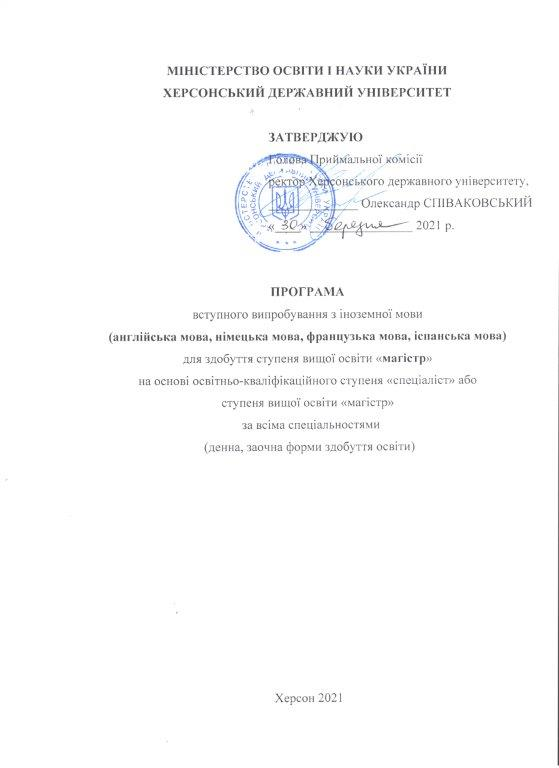 МІНІСТЕРСТВО ОСВІТИ І НАУКИ УКРАЇНИ
ХЕРСОНСЬКИЙ ДЕРЖАВНИЙ УНІВЕРСИТЕТ
ЗАТВЕРДЖУЮ
Голова Приймальної комісії
ректор Херсонського державного університету,
Олександр СПІВАКОВСЬКИЙ
« 30 » березня 2021 р.
ПРОГРАМА
вступного випробування з іноземної мови
(англійська мова, німецька мова, французька мова, іспанська мова)
для здобуття ступеня вищої освіти «магістр»
на основі освітньо-кваліфікаційного ступеня «спеціаліст» або
ступеня вищої освіти «магістр»
за всіма спеціальностями
(денна, заочна форми здобуття освіти)
Херсон 2021